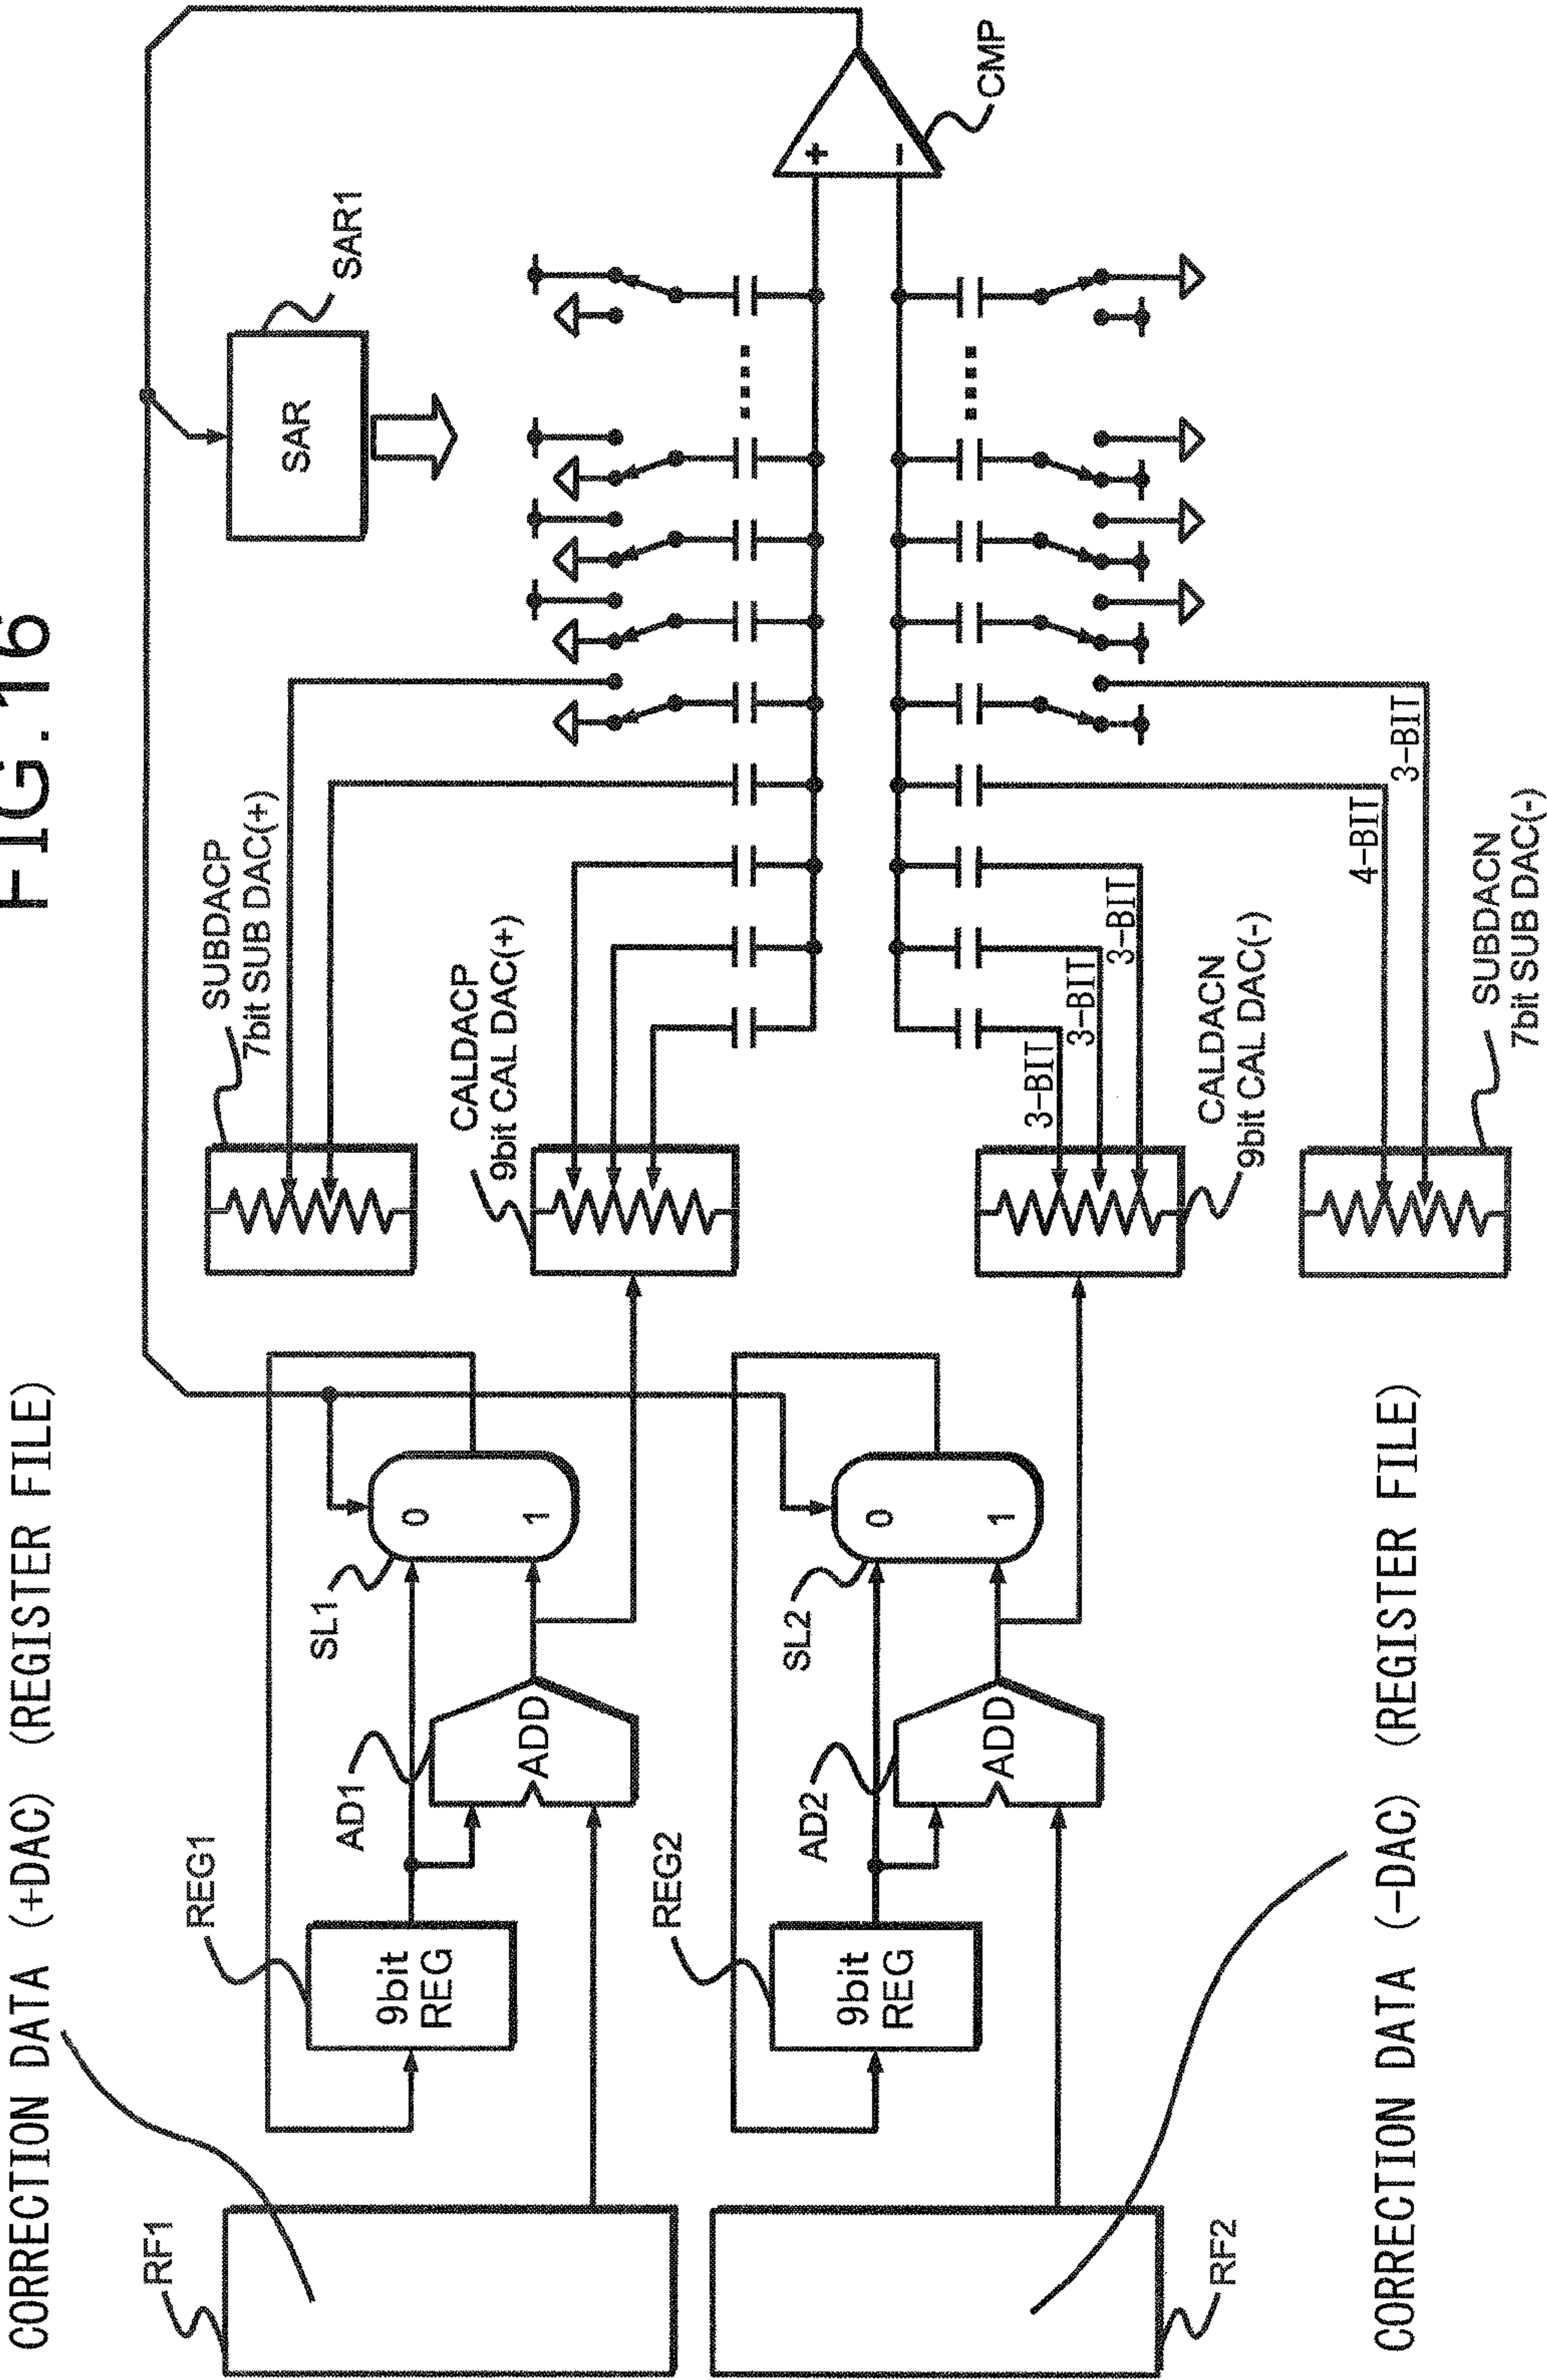 FIG.16
CORRECTION DATA (+DAC) (REGISTER FILE)
RF1
REG1
9bit
REG
AD1
ADD
SL1
0
1
SUBDACP
7bit SUB DAC(+)
CALDACP
9bit CAL DAC(+)
SAR
SAR1
+
-
CMP
RF2
REG2
9bit
REG
AD2
ADD
SL2
0
1
3-BIT
3-BIT
3-BIT
CALDACN
9bit CAL DAC(-)
4-BIT
3-BIT
SUBDACN
7bit SUB DAC(-)
CORRECTION DATA (-DAC) (REGISTER FILE)